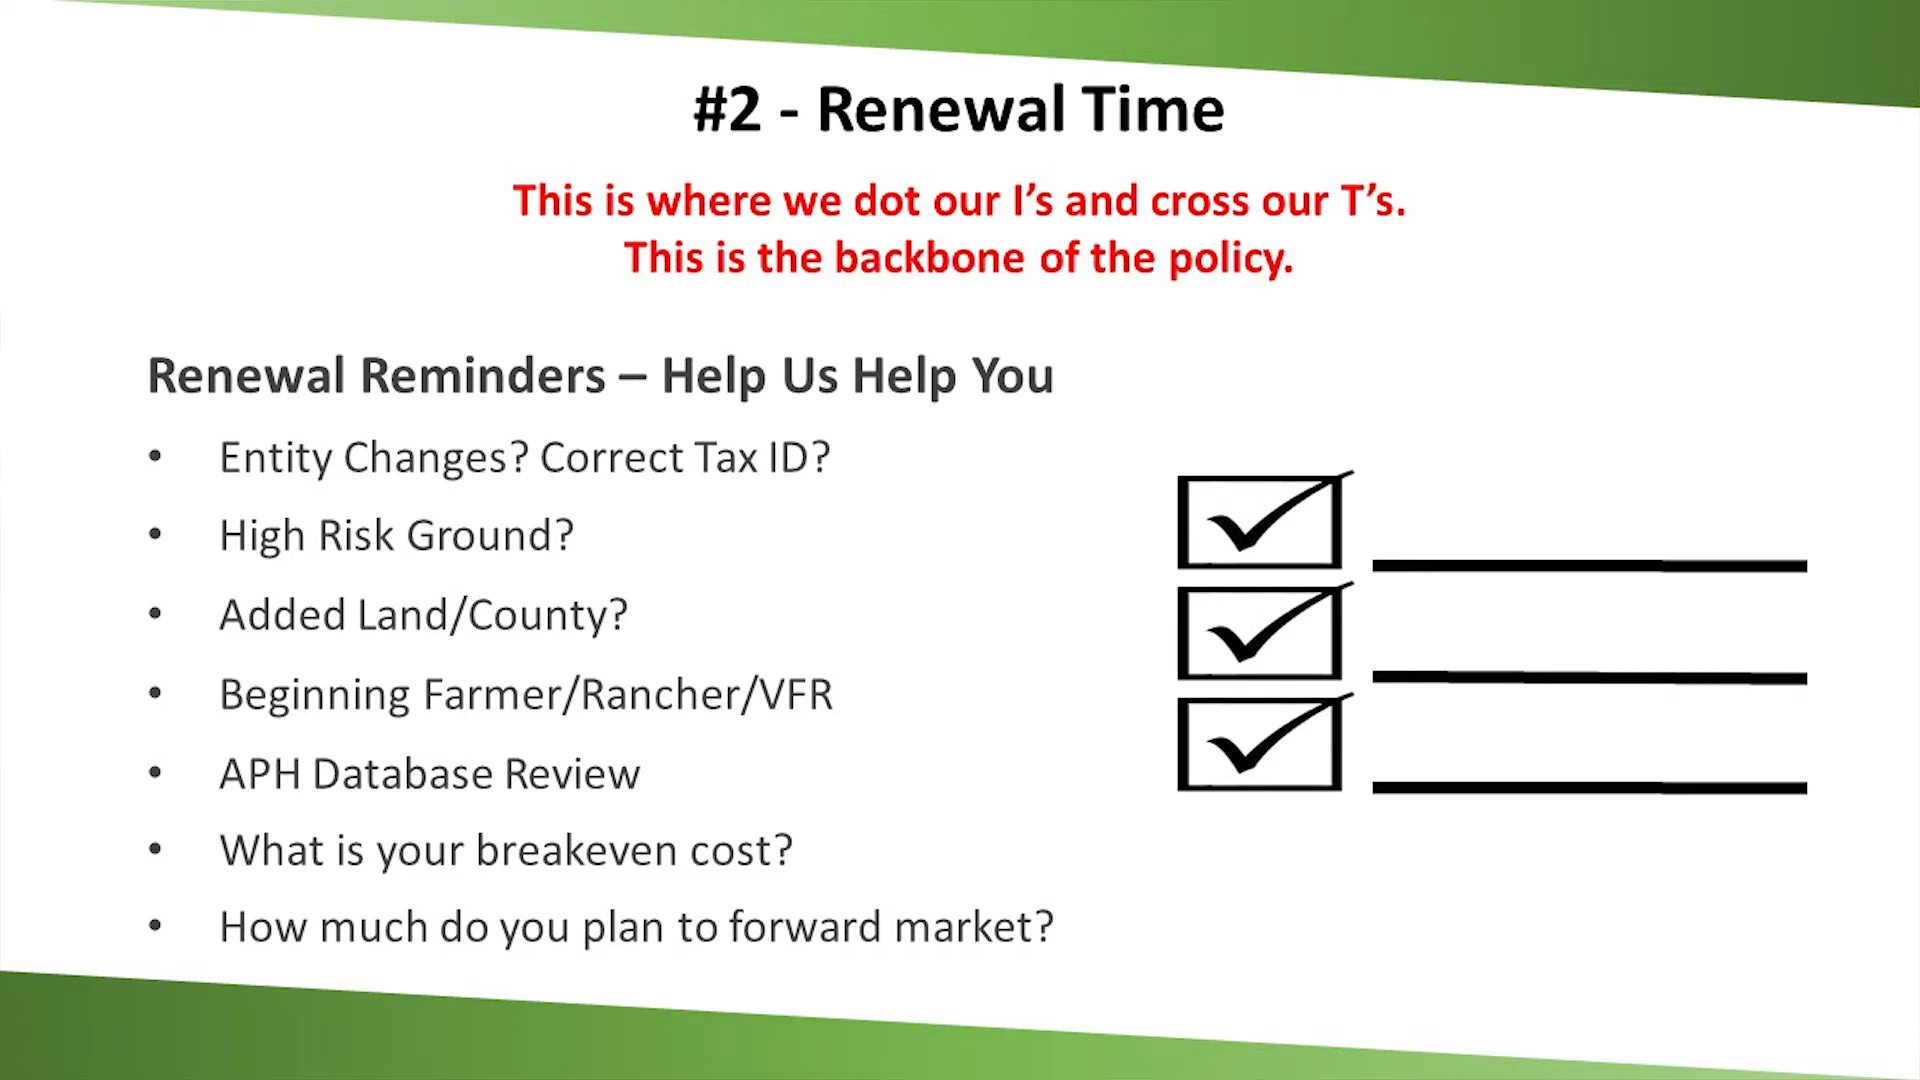 #2 - Renewal Time
This is where we dot our I’s and cross our T’s.
This is the backbone of the policy.
Renewal Reminders – Help Us Help You
• Entity Changes? Correct Tax ID?
• High Risk Ground?
• Added Land/County?
• Beginning Farmer/Rancher/VFR
• APH Database Review
• What is your breakeven cost?
• How much do you plan to forward market?